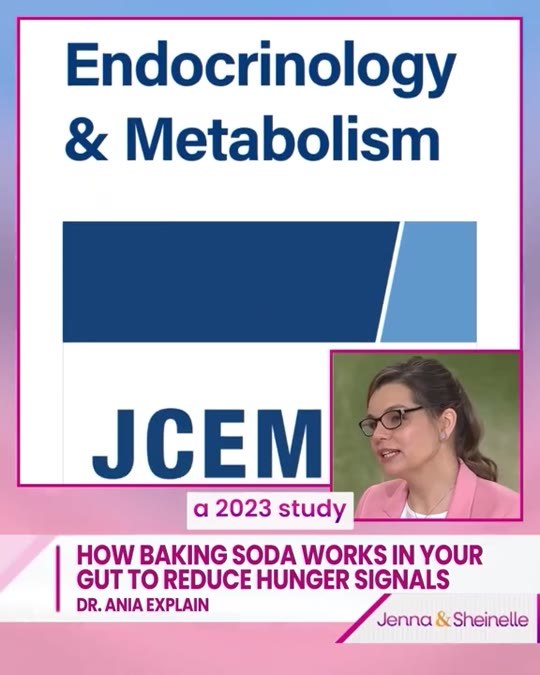 Endocrinology
& Metabolism
JCEM
a 2023 study
HOW BAKING SODA WORKS IN YOUR
GUT TO REDUCE HUNGER SIGNALS
DR. ANIA EXPLAIN
Jenna & Sheinelle